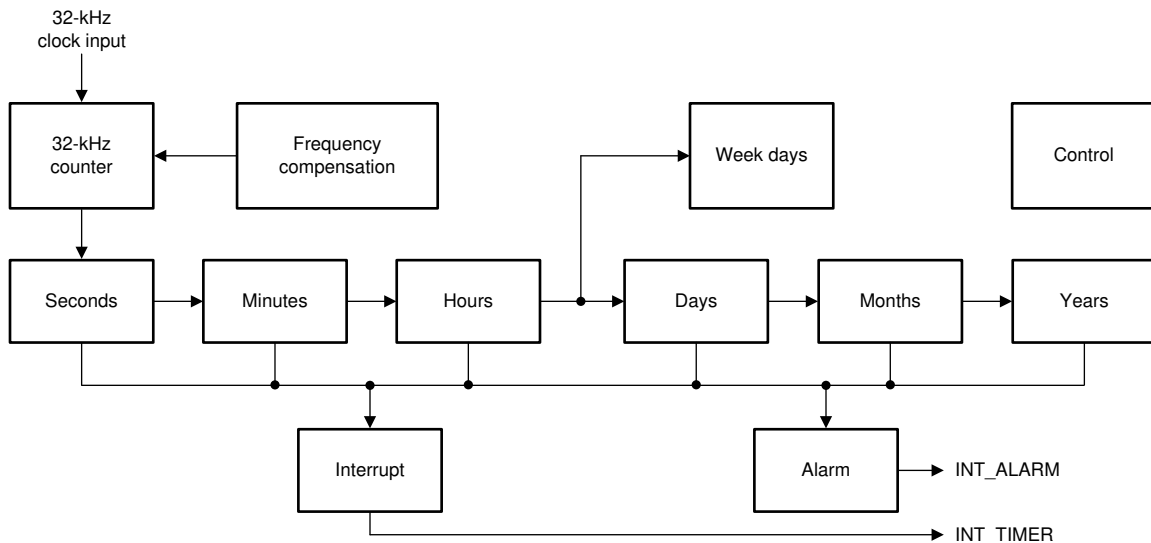 32-kHz
clock input
32-kHz
counter
Frequency
compensation
Week days
Control
Seconds
Minutes
Hours
Days
Months
Years
Interrupt
Alarm
INT_ALARM
INT_TIMER